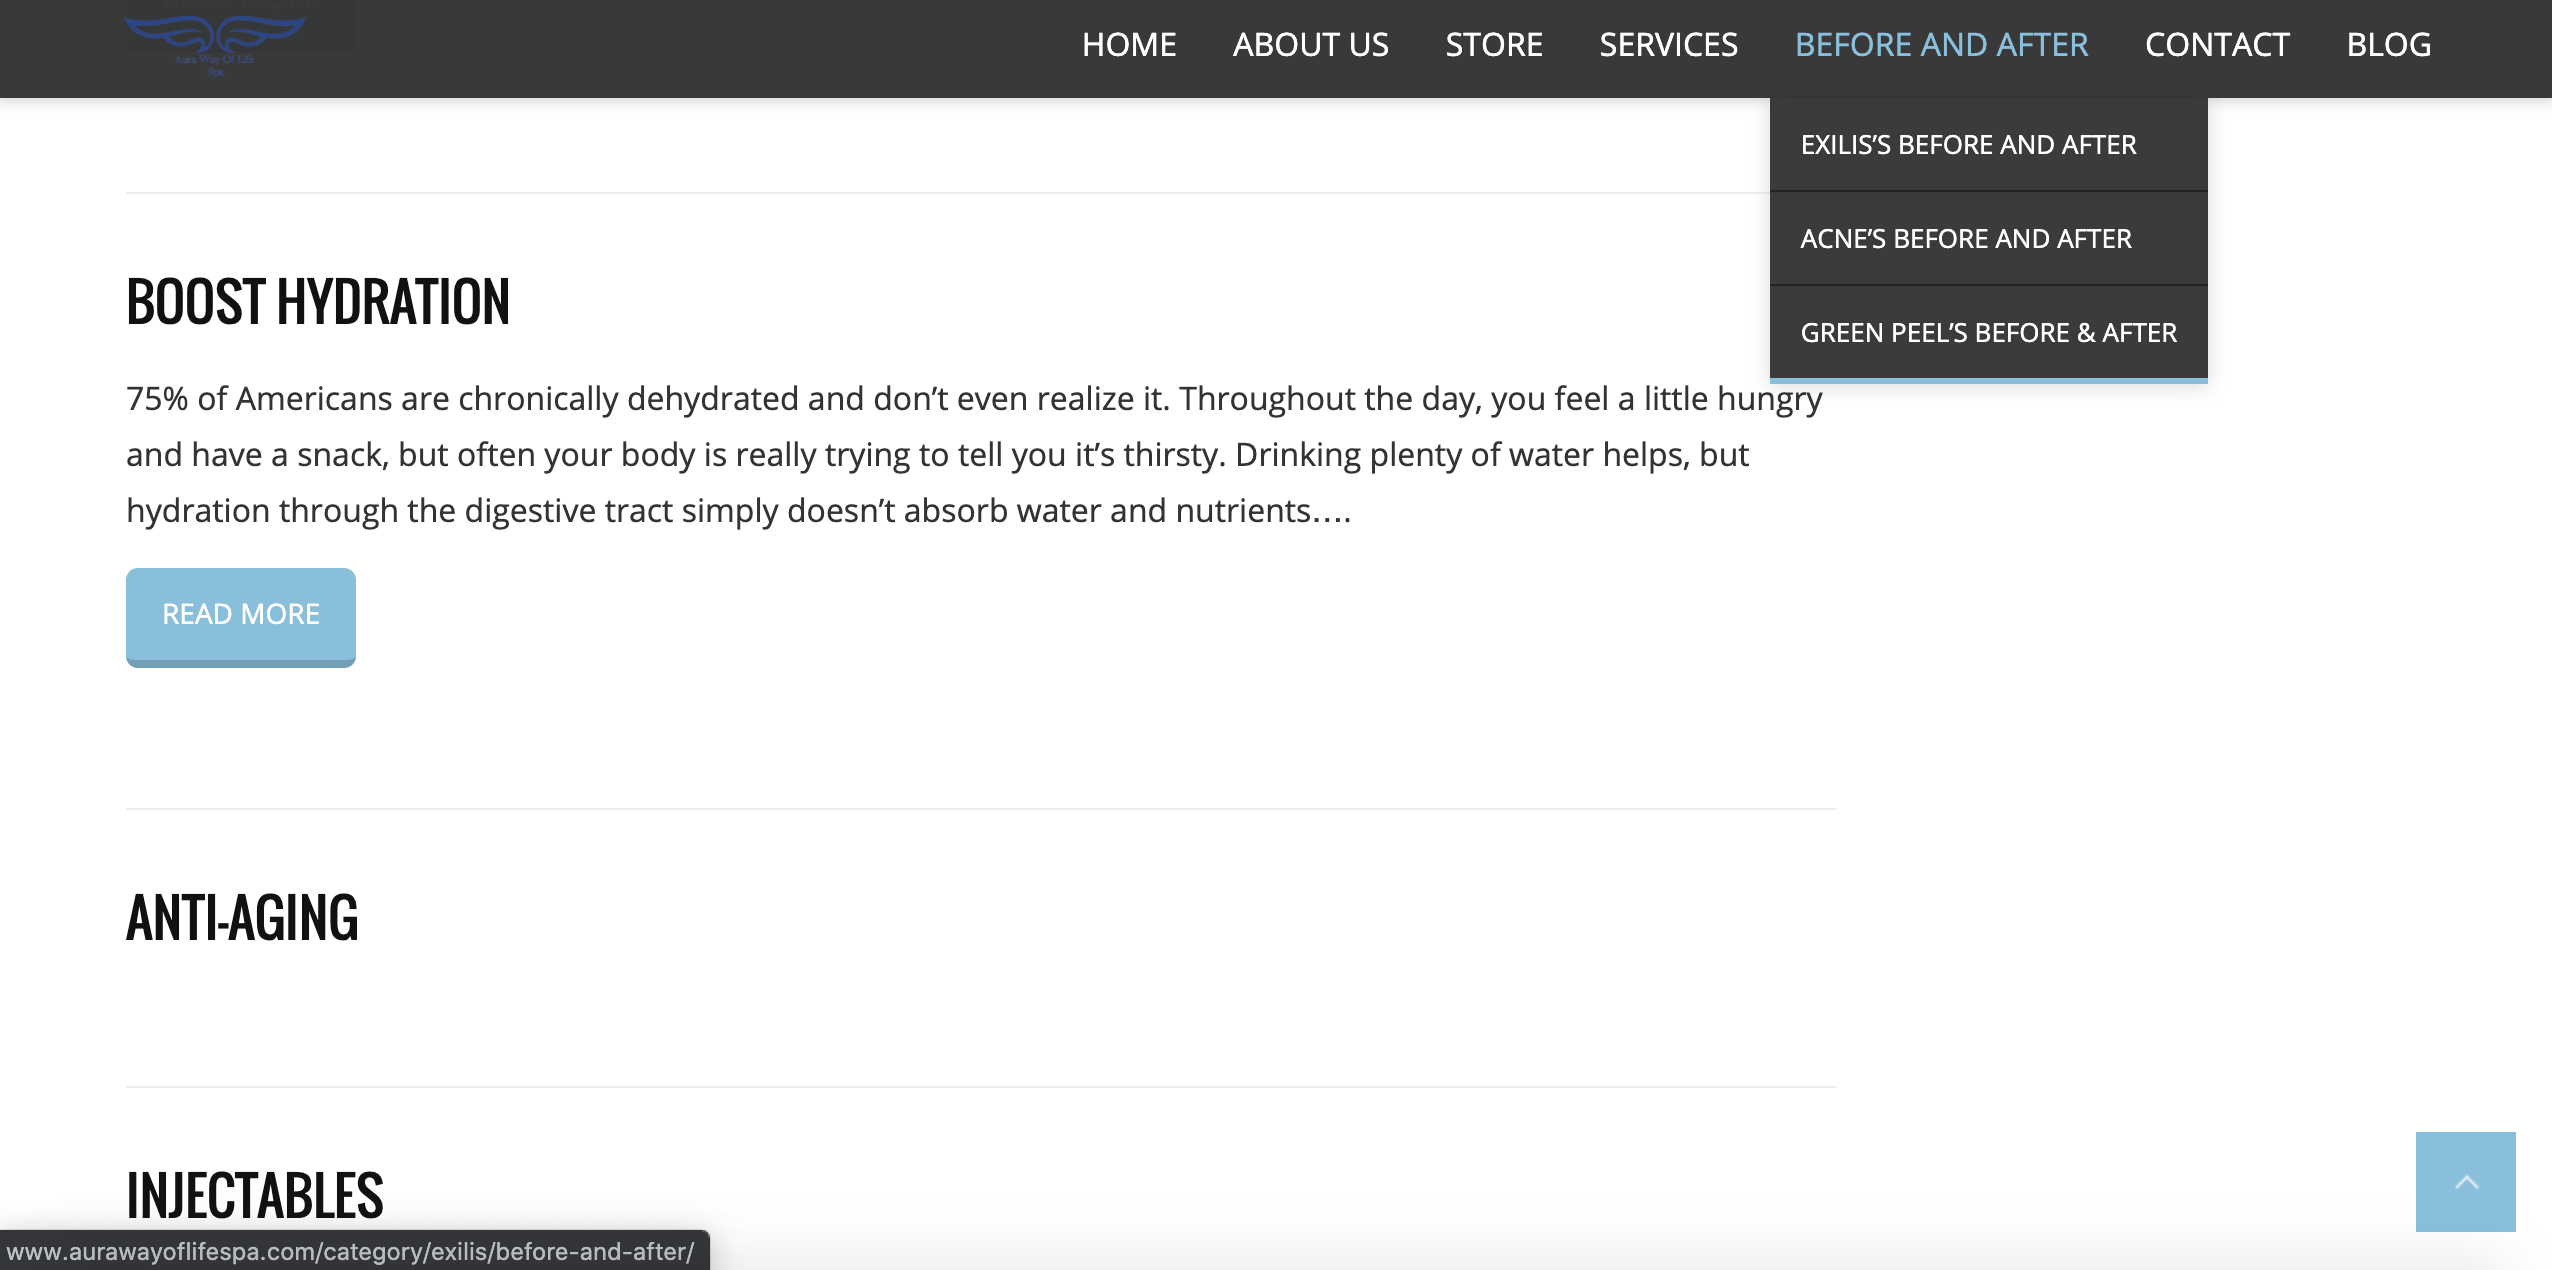 READ MORE
Aura Way Of Life
Spa
HOME ABOUT US STORE SERVICES BEFORE AND AFTER CONTACT BLOG
EXILIS’S BEFORE AND AFTER
ACNE’S BEFORE AND AFTER
GREEN PEEL’S BEFORE & AFTER
BOOST HYDRATION
75% of Americans are chronically dehydrated and don’t even realize it. Throughout the day, you feel a little hungry
and have a snack, but often your body is really trying to tell you it’s thirsty. Drinking plenty of water helps, but
hydration through the digestive tract simply doesn’t absorb water and nutrients….
READ MORE
ANTI-AGING
INJECTABLES
www.aurawayoflifespa.com/category/exilis/before-and-after/